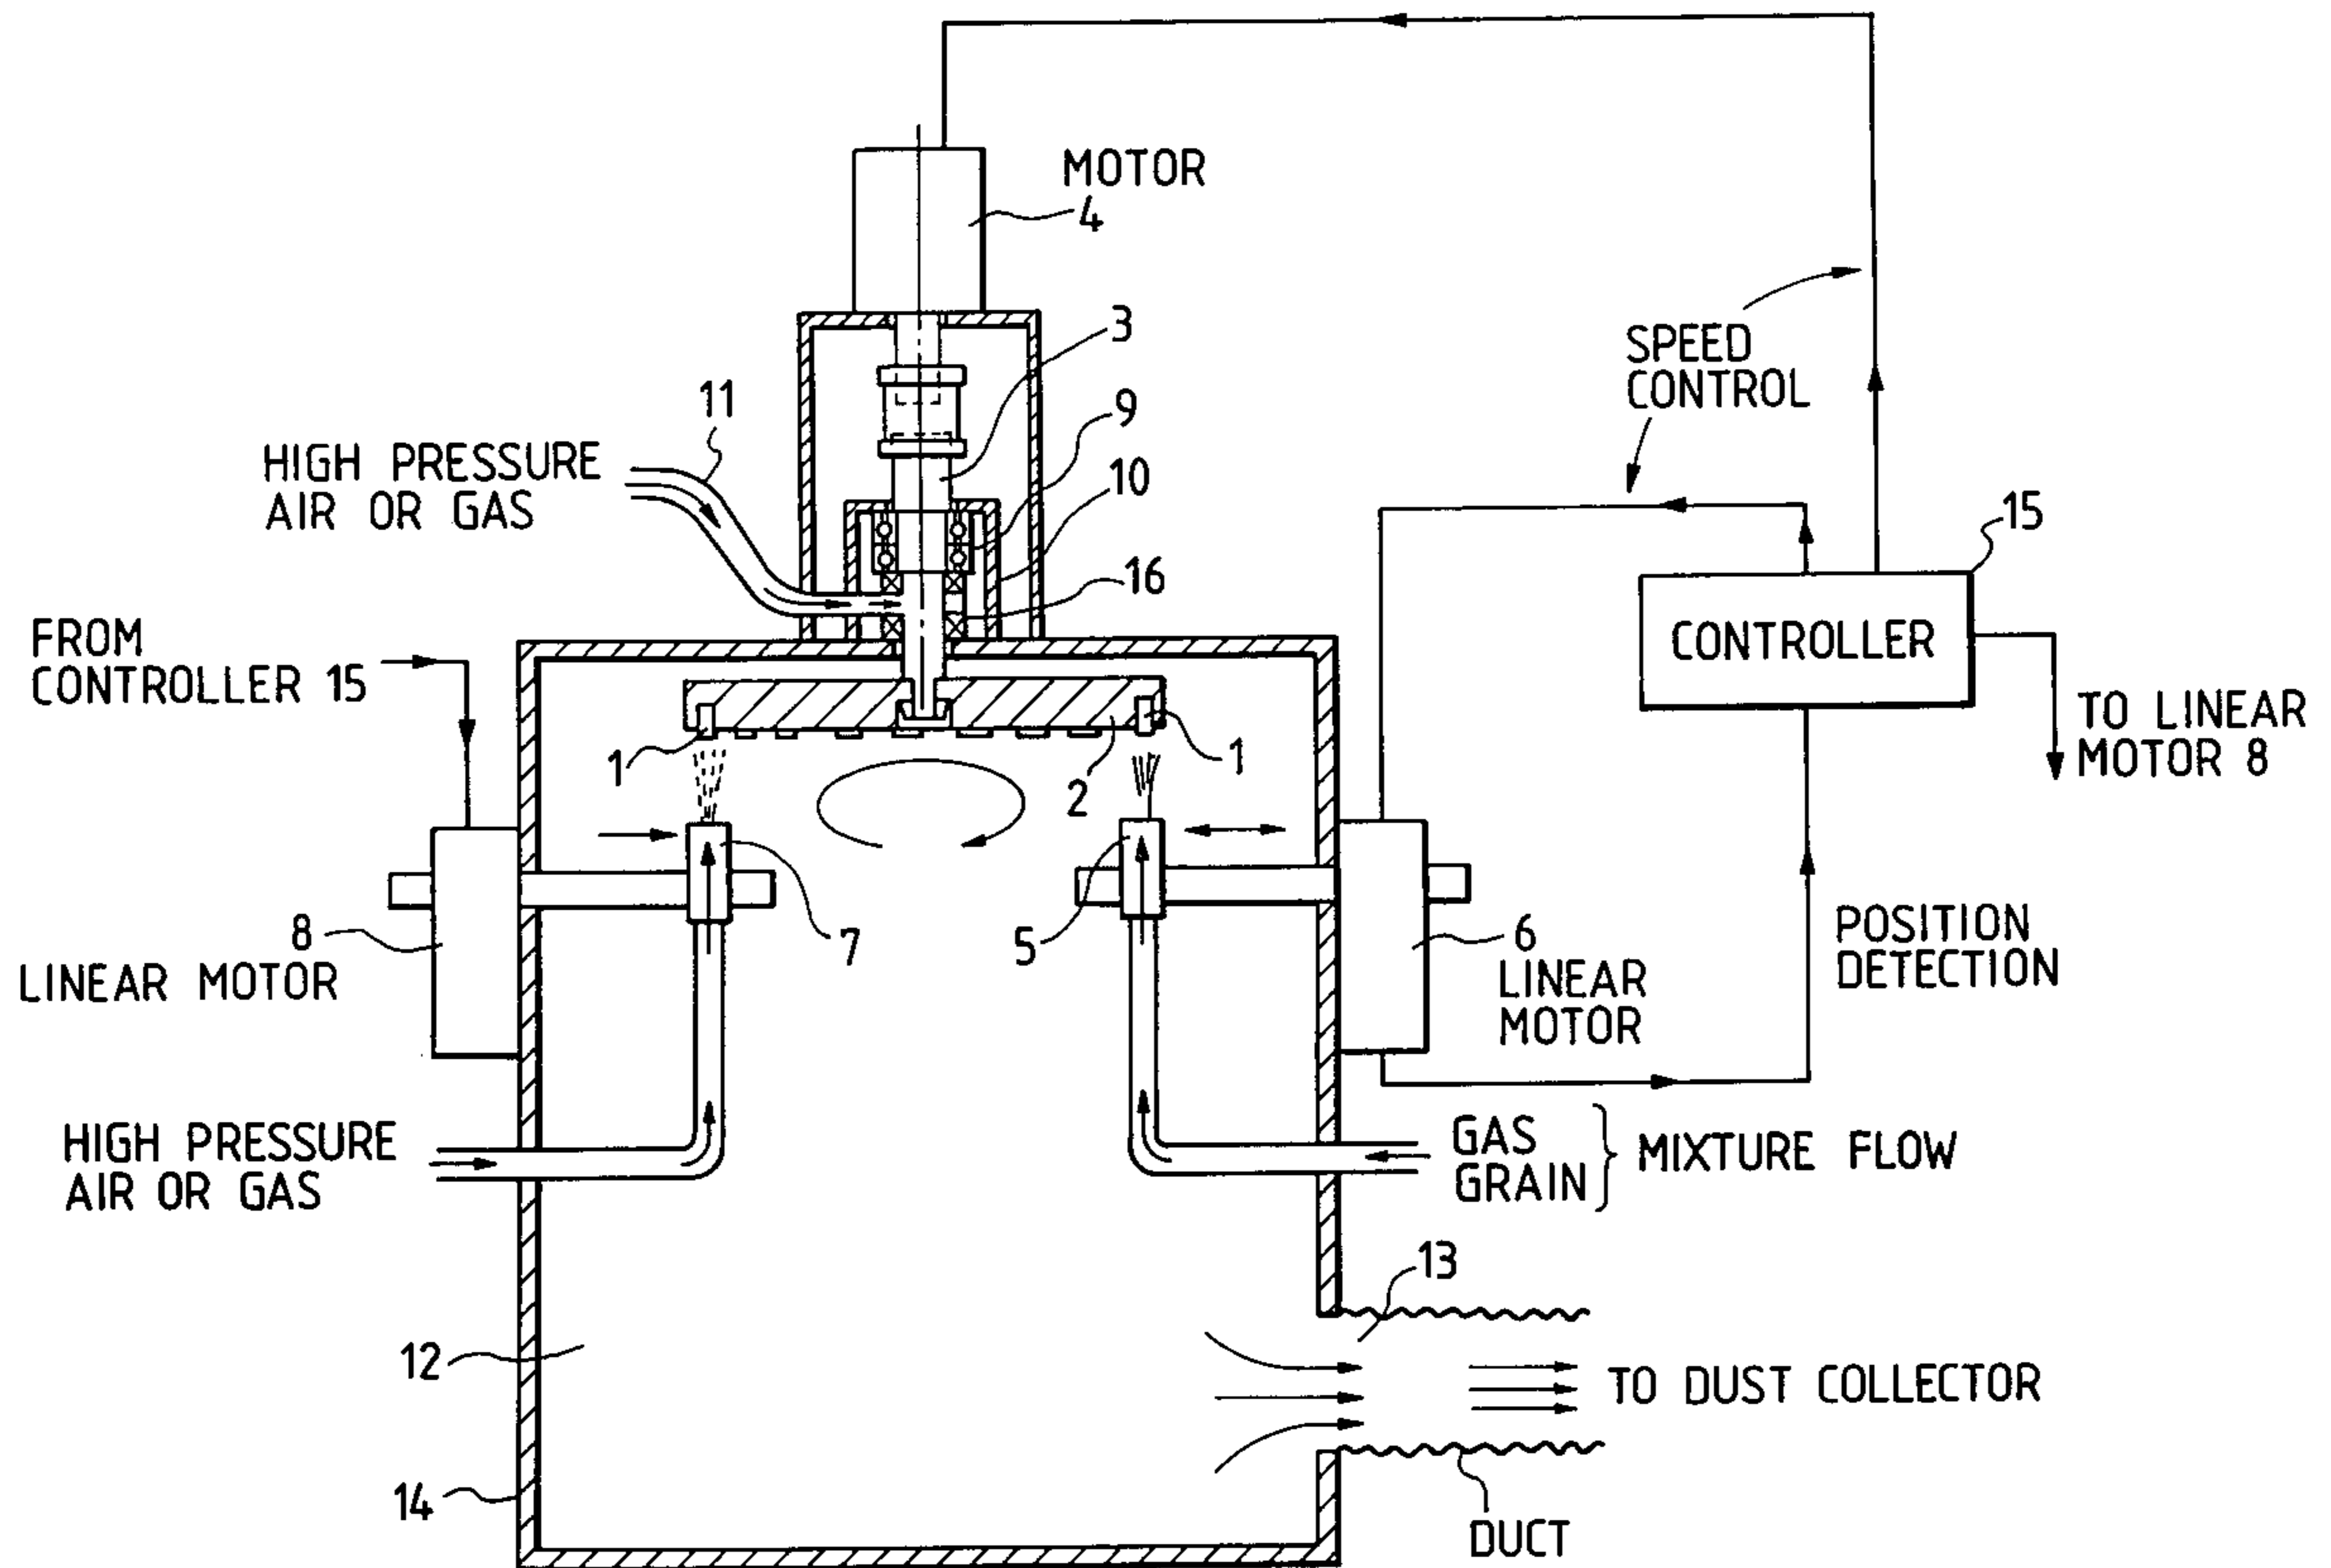 MOTOR
4
3
SPEED
CONTROL
11
9
HIGH PRESSURE
AIR OR GAS
10
15
16
CONTROLLER
FROM
CONTROLLER 15
TO LINEAR
MOTOR 8
1
1
2
8
LINEAR MOTOR
7
5
6
LINEAR
MOTOR
POSITION
DETECTION
HIGH PRESSURE
AIR OR GAS
GAS
GRAIN
MIXTURE FLOW
13
12
TO DUST COLLECTOR
14
DUCT